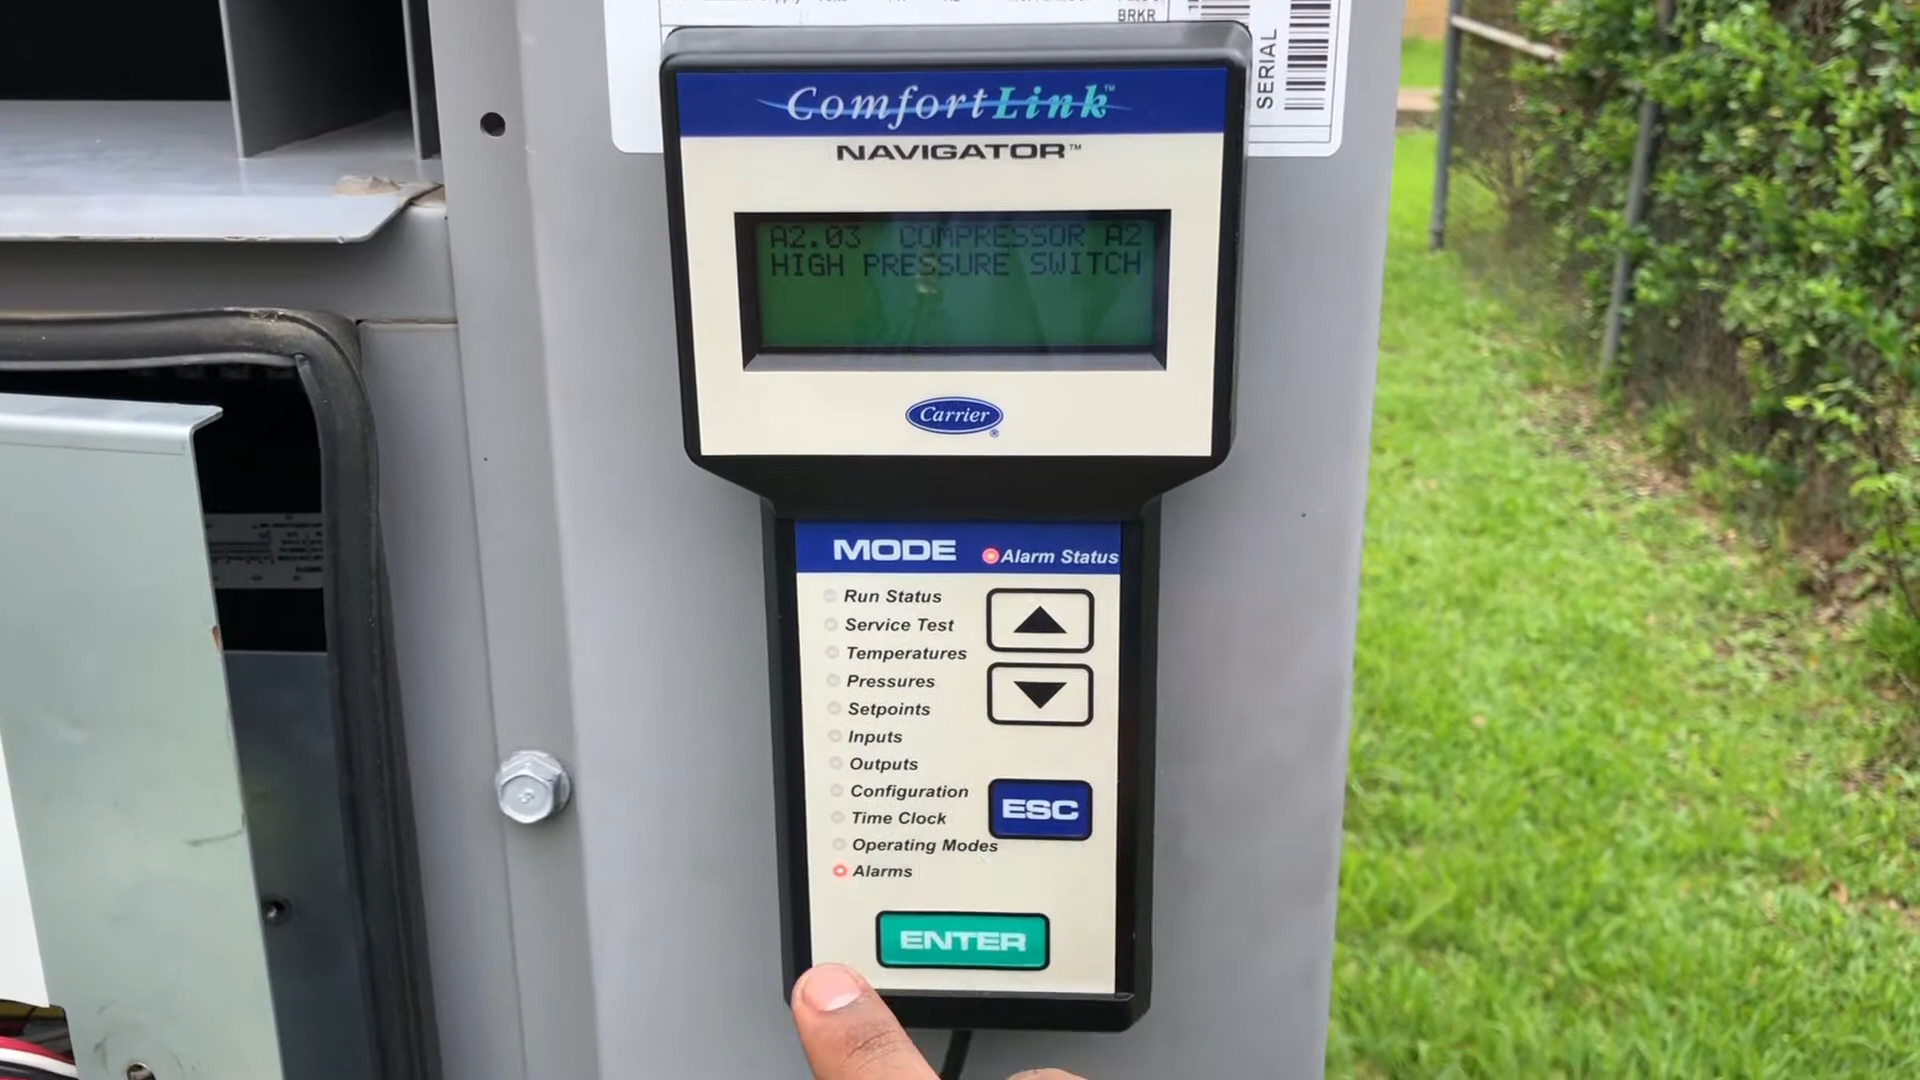 BRKR
SERIAL
ComfortLink™
NAVIGATOR™
A2.03 COMPRESSOR A2
HIGH PRESSURE SWITCH
Carrier
®
MODE
Alarm Status
Run Status
Service Test
Temperatures
Pressures
Setpoints
Inputs
Outputs
Configuration
Time Clock
Operating Modes
Alarms
ESC
ENTER